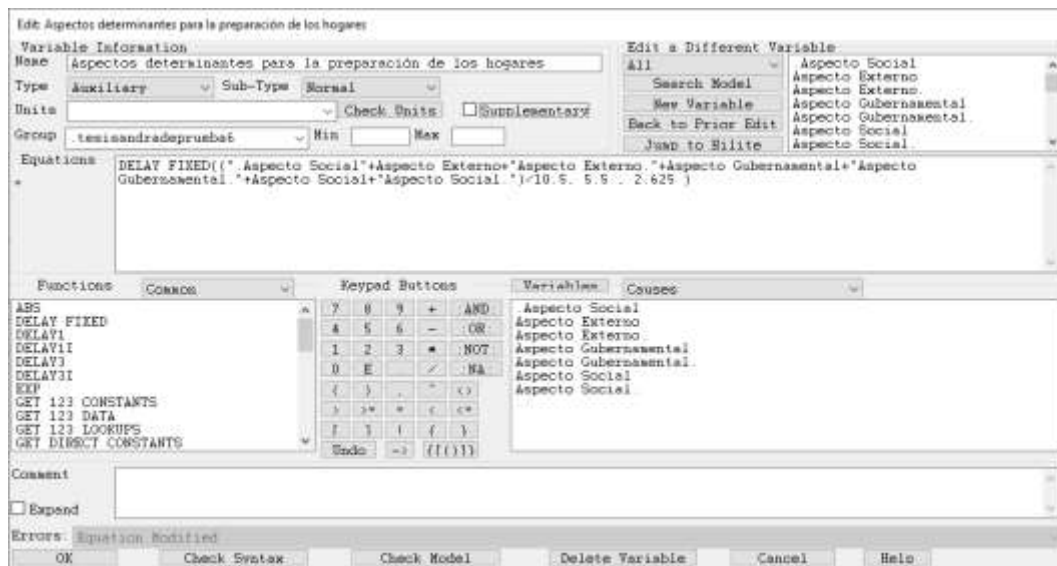 Edit: Aspectos determinantes para la preparación de los hogares
Variable Information
Edit a Different Variable
Name Aspectos determinantes para la preparación de los hogares
All
Type Auxiliary Sub-Type Normal
Search Model
Units Check Units Supplementary
New Variable
Group .tesisandradeprueba6 Min Max
Back to Prior Edit
Jump to Hilite
.Aspecto Social
Aspecto Externo
Aspecto Externo.
Aspecto Gubernamental
Aspecto Gubernamental.
Aspecto Social
Aspecto Social.
Equations
=
DELAY FIXED((".Aspecto Social"+Aspecto Externo+"Aspecto Externo."+Aspecto Gubernamental+"Aspecto
Gubernamental."+Aspecto Social+"Aspecto Social.")/10.5, 5.5 , 2.625 )
Functions Common
Keypad Buttons
Variables Causes
ABS
DELAY FIXED
DELAY1
DELAY1I
DELAY3
DELAY3I
EXP
GET 123 CONSTANTS
GET 123 DATA
GET 123 LOOKUPS
GET DIRECT CONSTANTS
7 8 9 + :AND:
4 5 6 - :OR:
1 2 3 * :NOT:
0 E . / :NA:
( ) , ^ <>
> >= = < <=
[ ] ! { }
Undo -> {[()]}
.Aspecto Social
Aspecto Externo
Aspecto Externo.
Aspecto Gubernamental
Aspecto Gubernamental.
Aspecto Social
Aspecto Social.
Comment
Expand
Errors: Equation Modified
OK Check Syntax Check Model Delete Variable Cancel Help